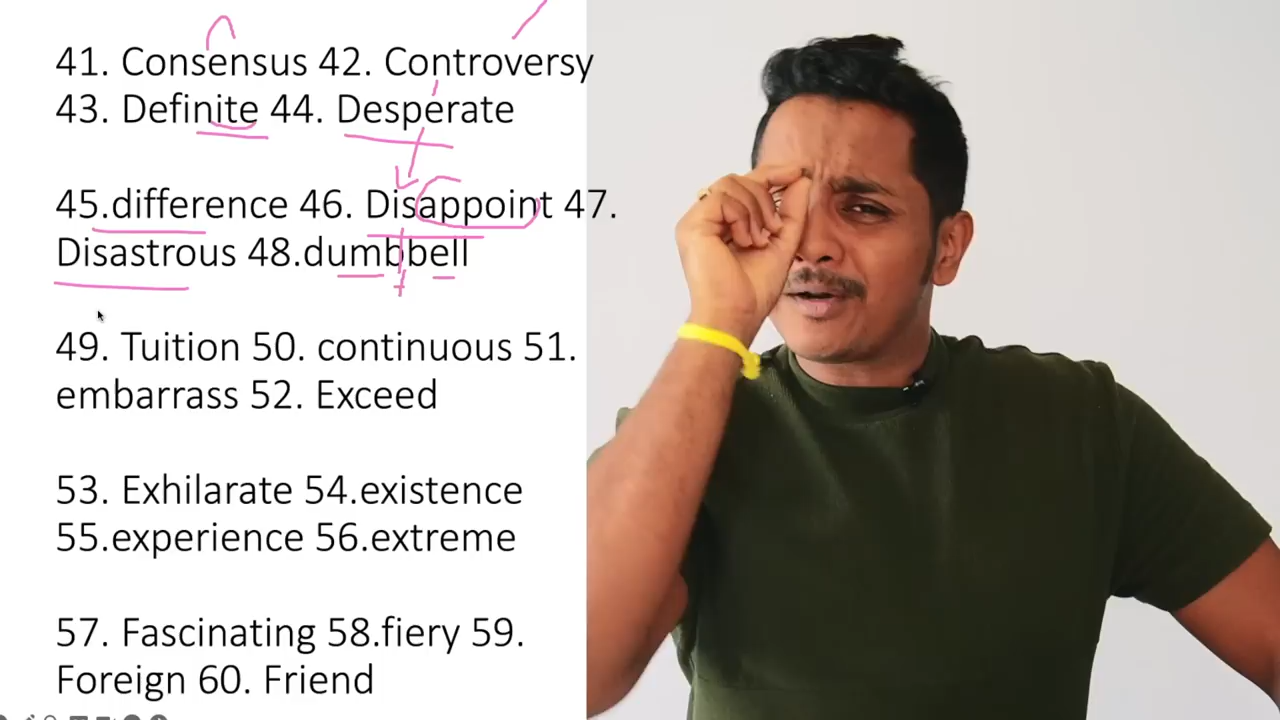 41. Consensus 42. Controversy
43. Definite 44. Desperate
45.difference 46. Disappoint 47.
Disastrous 48.dumbbell
49. Tuition 50. continuous 51.
embarrass 52. Exceed
53. Exhilarate 54.existence
55.experience 56.extreme
57. Fascinating 58.fiery 59.
Foreign 60. Friend